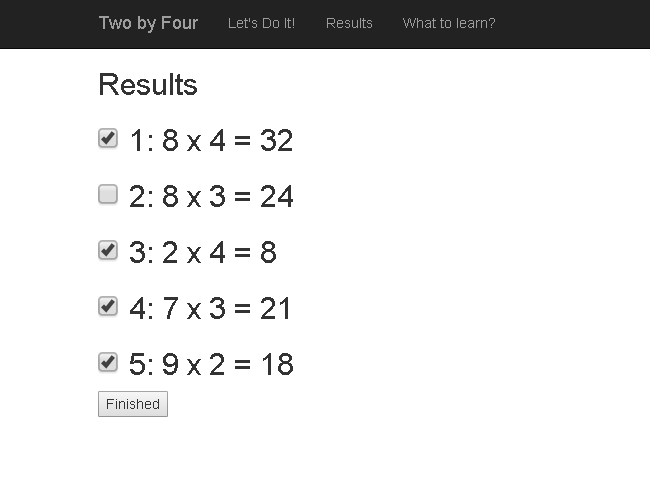 Two by Four Let's Do It! Results What to learn?
Results
1: 8 x 4 = 32
2: 8 x 3 = 24
3: 2 x 4 = 8
4: 7 x 3 = 21
5: 9 x 2 = 18
Finished